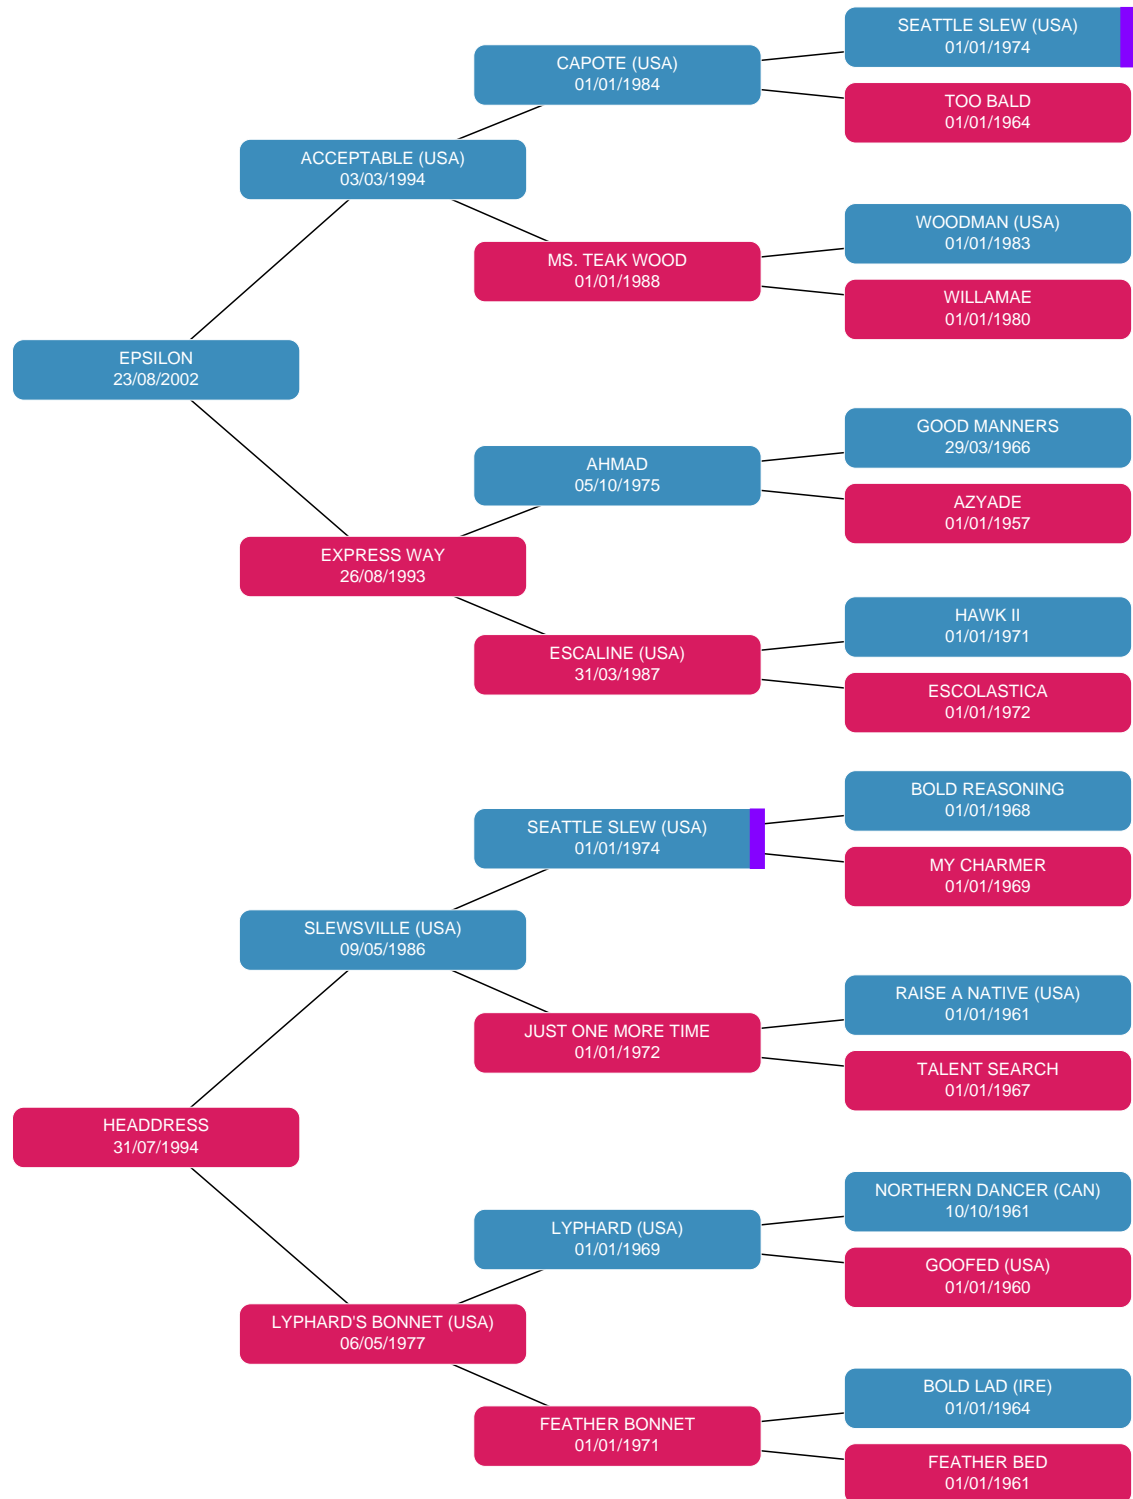 SEATTLE SLEW (USA)
01/01/1974
CAPOTE (USA)
01/01/1984
TOO BALD
01/01/1964
ACCEPTABLE (USA)
03/03/1994
WOODMAN (USA)
01/01/1983
MS. TEAK WOOD
01/01/1988
WILLAMAE
01/01/1980
EPSILON
23/08/2002
GOOD MANNERS
29/03/1966
AHMAD
05/10/1975
AZYADE
01/01/1957
EXPRESS WAY
26/08/1993
HAWK II
01/01/1971
ESCALINE (USA)
31/03/1987
ESCOLASTICA
01/01/1972
BOLD REASONING
01/01/1968
SEATTLE SLEW (USA)
01/01/1974
MY CHARMER
01/01/1969
SLEWSVILLE (USA)
09/05/1986
RAISE A NATIVE (USA)
01/01/1961
JUST ONE MORE TIME
01/01/1972
TALENT SEARCH
01/01/1967
HEADDRESS
31/07/1994
NORTHERN DANCER (CAN)
10/10/1961
LYPHARD (USA)
01/01/1969
GOOFED (USA)
01/01/1960
LYPHARD'S BONNET (USA)
06/05/1977
BOLD LAD (IRE)
01/01/1964
FEATHER BONNET
01/01/1971
FEATHER BED
01/01/1961